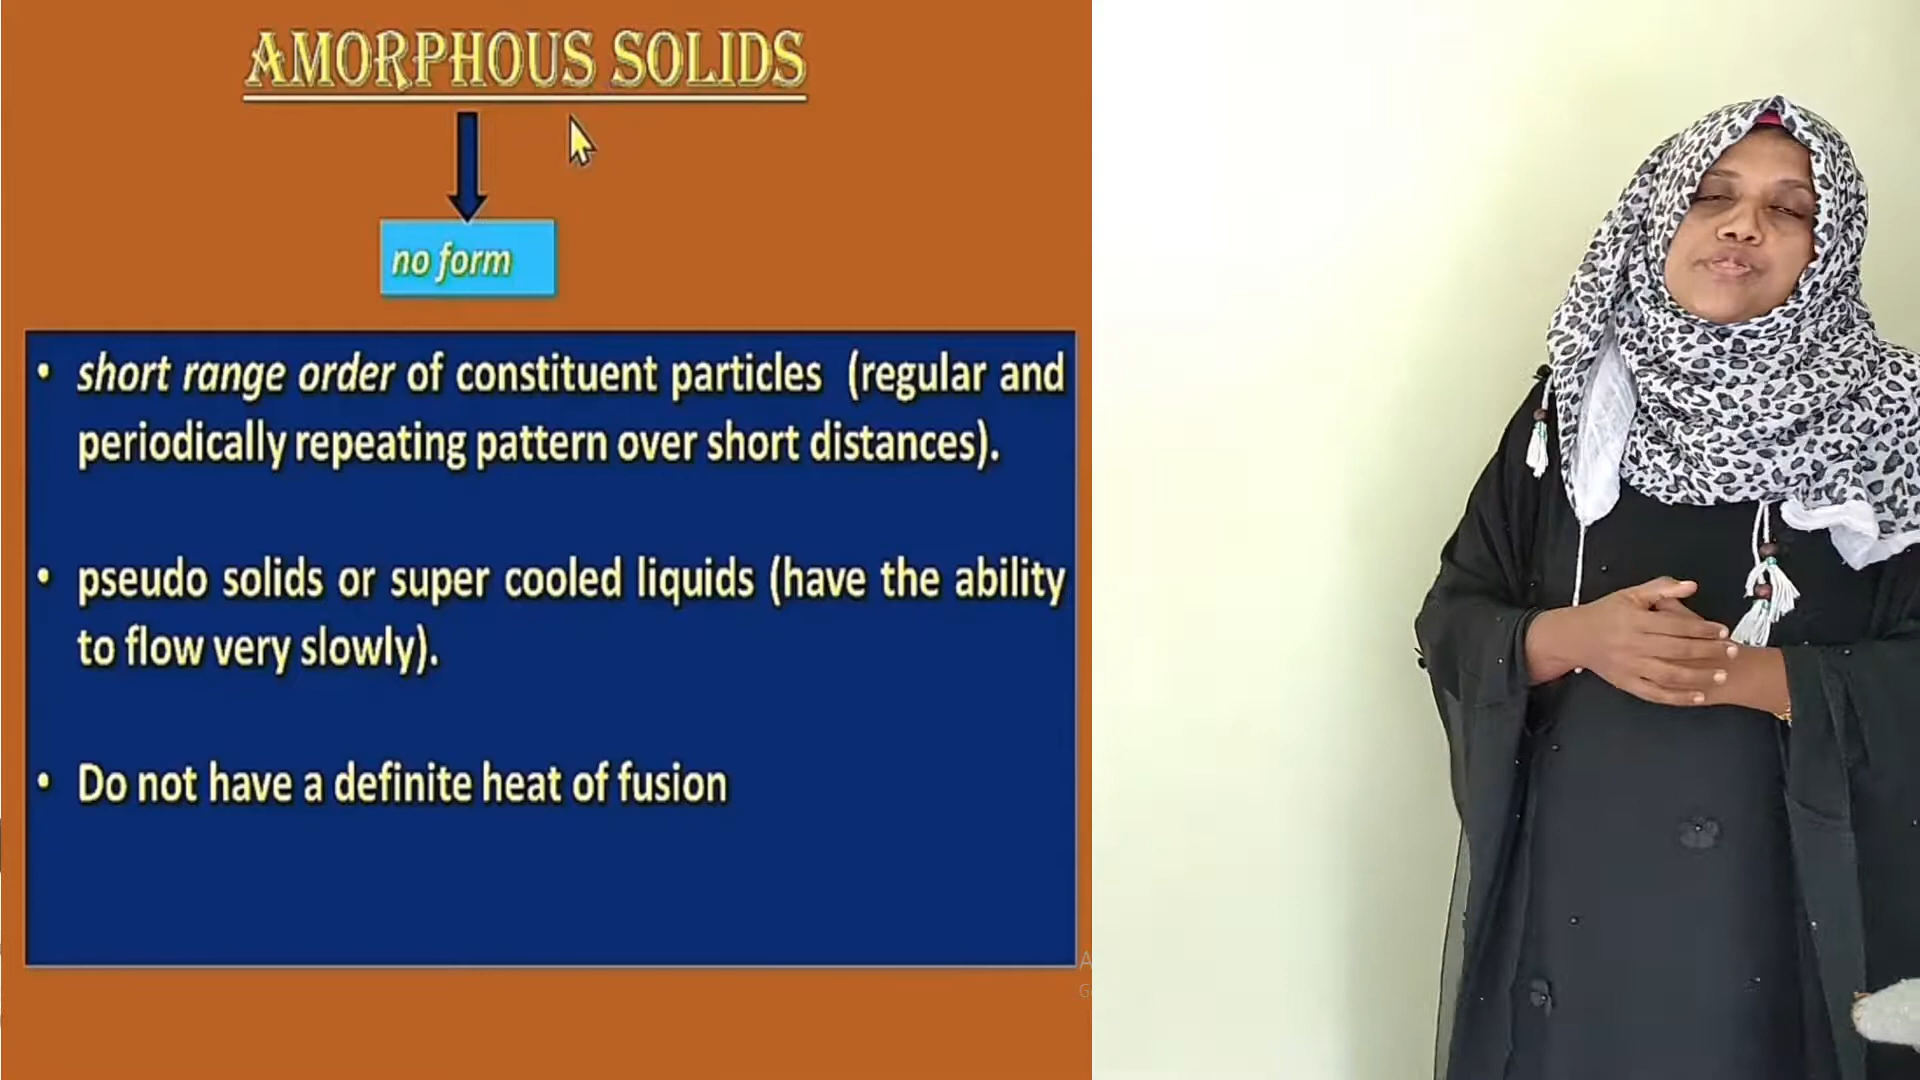 AMORPHOUS SOLIDS
no form
• short range order of constituent particles (regular and
periodically repeating pattern over short distances).
• pseudo solids or super cooled liquids (have the ability
to flow very slowly).
• Do not have a definite heat of fusion